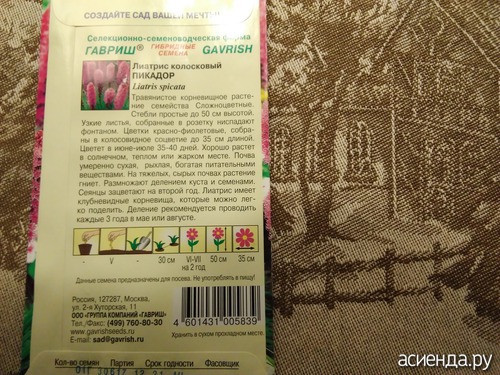 СОЗДАЙТЕ САД ВАШЕЙ МЕЧТЫ
Селекционно-семеноводческая фирма
ГАВРИШ® ГИБРИДНЫЕ СЕМЕНА GAVRISH
Лиатрис колосковый
ПИКАДОР
Liatris spicata
Травянистое корневищное расте-
ние семейства Сложноцветные.
Стебли простые до 50 см высотой.
Узкие листья, собранные в розетку ниспадают
фонтаном. Цветки красно-фиолетовые, собра-
ны в колосовидное соцветие до 35 см длиной.
Цветет в июне-июле 35-40 дней. Хорошо растет
в солнечном, теплом или жарком месте. Почва
умеренно сухая, рыхлая, богатая питательными
веществами. На тяжелых, сырых почвах растение
гниет. Размножают делением куста и семенами.
Сеянцы зацветают на второй год. Лиатрис имеет
клубневидные корневища, которые можно лег-
ко поделить. Деление рекомендуется проводить
каждые 3 года в мае или августе.
- V - 30 см VI-VII 50 см 35 см
на 2 год
Данные семена предназначены для посева. Не употреблять в пищу!
Россия, 127287, Москва,
ул. 2-я Хуторская, 11
ООО «ГРУППА КОМПАНИЙ «ГАВРИШ»
Тел./Факс: (499) 760-80-30
www.gavrishseeds.ru
E-mail: sad@gavrish.ru
4 601431 005839
Хранить в сухом прохладном месте.
Кол-во семян Партия Срок годности Фасовщик
асиенда.ру